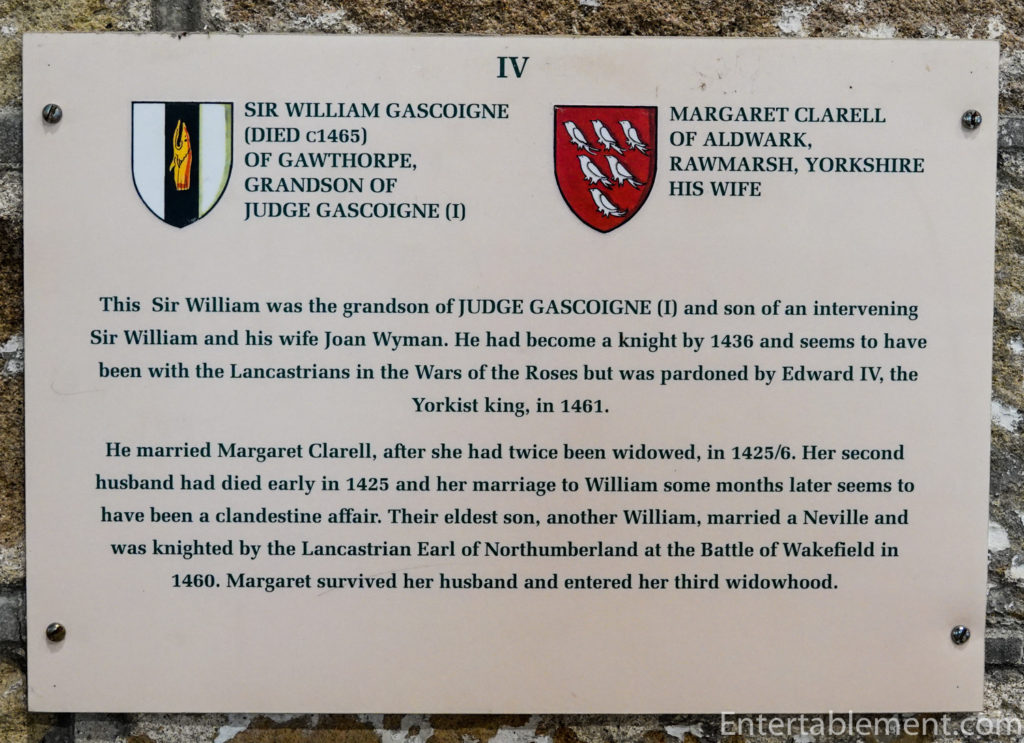 IV
SIR WILLIAM GASCOIGNE
(DIED c1465)
OF GAWTHORPE,
GRANDSON OF
JUDGE GASCOIGNE (I)
MARGARET CLARELL
OF ALDWARK,
RAWMARSH, YORKSHIRE
HIS WIFE
This Sir William was the grandson of JUDGE GASCOIGNE (I) and son of an intervening
Sir William and his wife Joan Wyman. He had become a knight by 1436 and seems to have
been with the Lancastrians in the Wars of the Roses but was pardoned by Edward IV, the
Yorkist king, in 1461.
He married Margaret Clarell, after she had twice been widowed, in 1425/6. Her second
husband had died early in 1425 and her marriage to William some months later seems to
have been a clandestine affair. Their eldest son, another William, married a Neville and
was knighted by the Lancastrian Earl of Northumberland at the Battle of Wakefield in
1460. Margaret survived her husband and entered her third widowhood.
Entertablement.com